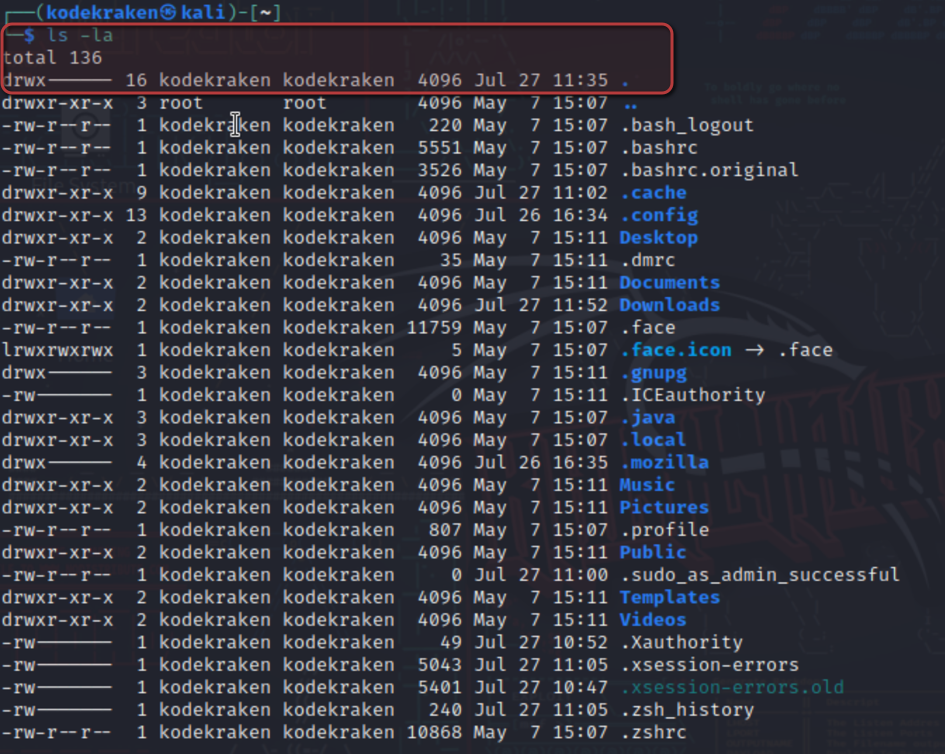 ┌──(kodekraken㉿kali)-[~]
└─$ ls -la
total 136
drwx------ 16 kodekraken kodekraken  4096 Jul 27 11:35 .
drwxr-xr-x  3 root       root        4096 May  7 15:07 ..
-rw-r--r--  1 kodekraken kodekraken   220 May  7 15:07 .bash_logout
-rw-r--r--  1 kodekraken kodekraken  5551 May  7 15:07 .bashrc
-rw-r--r--  1 kodekraken kodekraken  3526 May  7 15:07 .bashrc.original
drwxr-xr-x  9 kodekraken kodekraken  4096 Jul 27 11:02 .cache
drwxr-xr-x 13 kodekraken kodekraken  4096 Jul 26 16:34 .config
drwxr-xr-x  2 kodekraken kodekraken  4096 May  7 15:11 Desktop
-rw-r--r--  1 kodekraken kodekraken    35 May  7 15:11 .dmrc
drwxr-xr-x  2 kodekraken kodekraken  4096 May  7 15:11 Documents
drwxr-xr-x  2 kodekraken kodekraken  4096 Jul 27 11:52 Downloads
-rw-r--r--  1 kodekraken kodekraken 11759 May  7 15:07 .face
lrwxrwxrwx  1 kodekraken kodekraken     5 May  7 15:07 .face.icon → .face
drwx------  3 kodekraken kodekraken  4096 May  7 15:11 .gnupg
-rw-------  1 kodekraken kodekraken     0 May  7 15:11 .ICEauthority
drwxr-xr-x  3 kodekraken kodekraken  4096 May  7 15:07 .java
drwxr-xr-x  3 kodekraken kodekraken  4096 May  7 15:07 .local
drwx------  4 kodekraken kodekraken  4096 Jul 26 16:35 .mozilla
drwxr-xr-x  2 kodekraken kodekraken  4096 May  7 15:11 Music
drwxr-xr-x  2 kodekraken kodekraken  4096 May  7 15:11 Pictures
-rw-r--r--  1 kodekraken kodekraken   807 May  7 15:07 .profile
drwxr-xr-x  2 kodekraken kodekraken  4096 May  7 15:11 Public
-rw-r--r--  1 kodekraken kodekraken     0 Jul 27 11:00 .sudo_as_admin_successful
drwxr-xr-x  2 kodekraken kodekraken  4096 May  7 15:11 Templates
drwxr-xr-x  2 kodekraken kodekraken  4096 May  7 15:11 Videos
-rw-------  1 kodekraken kodekraken    49 Jul 27 10:52 .Xauthority
-rw-------  1 kodekraken kodekraken  5043 Jul 27 11:05 .xsession-errors
-rw-------  1 kodekraken kodekraken  5401 Jul 27 10:47 .xsession-errors.old
-rw-------  1 kodekraken kodekraken   240 Jul 27 11:05 .zsh_history
-rw-r--r--  1 kodekraken kodekraken 10868 May  7 15:07 .zshrc